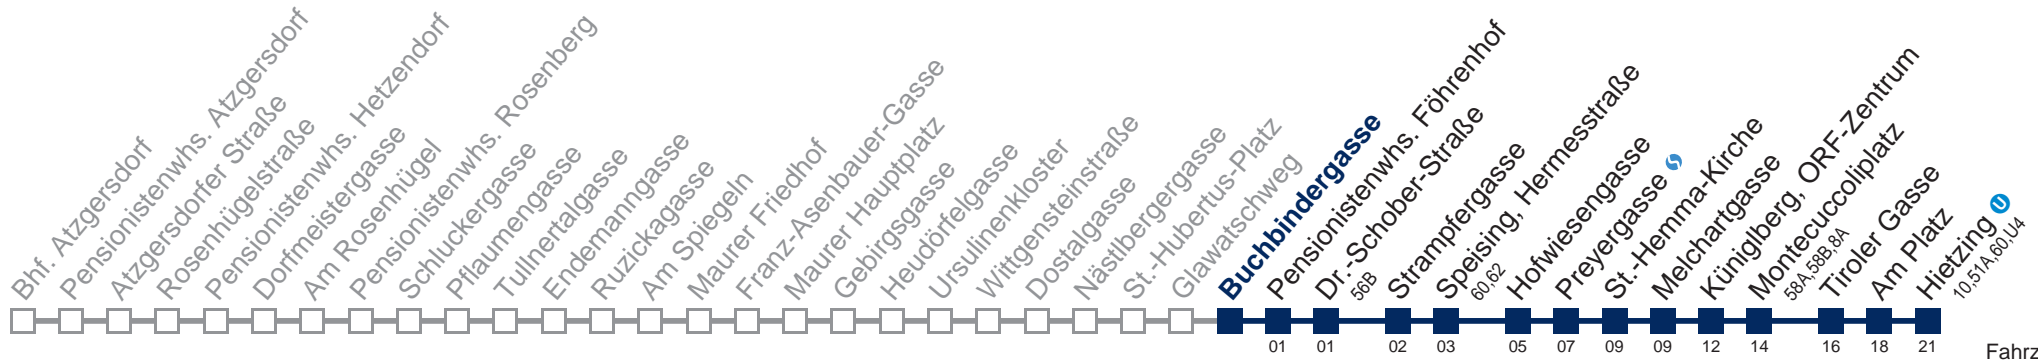 Bhf. Atzgersdorf
Pensionistenwhs. Atzgersdorf
Atzgersdorfer Straße
Rosenhügelstraße
Pensionistenwhs. Hetzendorf
Dorfmeistergasse
Am Rosenhügel
Pensionistenwhs. Rosenberg
Schluckergasse
Pflaumengasse
Tullnertalgasse
Endemanngasse
Ruzickagasse
Am Spiegeln
Maurer Friedhof
Franz-Asenbauer-Gasse
Maurer Hauptplatz
Gebirgsgasse
Heudörfelgasse
Ursulinenkloster
Wittgensteinstraße
Dostalgasse
Nästlbergergasse
St.-Hubertus-Platz
Glawatschweg
Buchbindergasse
Pensionistenwhs. Föhrenhof
Dr.-Schober-Straße
56B
Strampfergasse
Speising, Hermesstraße
60,62
Hofwiesengasse
Preyergasse S
St.-Hemma-Kirche
Melchartgasse
Küniglberg, ORF-Zentrum
Montecuccoliplatz
58A,58B,8A
Tiroler Gasse
Am Platz
Hietzing U
10,51A,60,U4
01 01 02 03 05 07 09 09 12 14 16 18 21
Fahrz